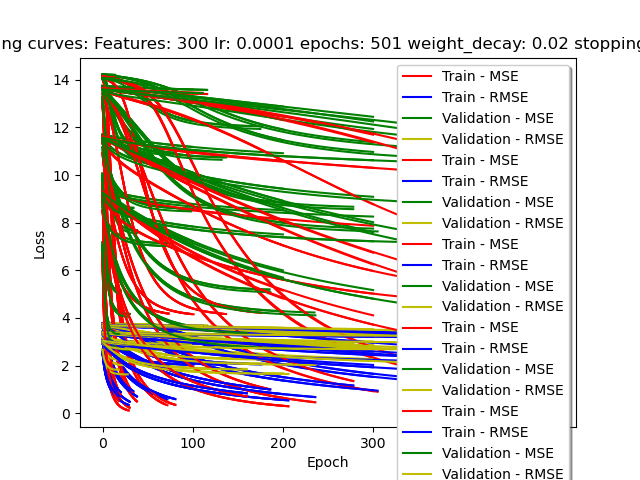 ng curves: Features: 300 lr: 0.0001 epochs: 501 weight_decay: 0.02 stopping
14
12
10
8
6
4
2
0
Loss
0 100 200 300
Epoch
Train - MSE
Train - RMSE
Validation - MSE
Validation - RMSE
Train - MSE
Train - RMSE
Validation - MSE
Validation - RMSE
Train - MSE
Train - RMSE
Validation - MSE
Validation - RMSE
Train - MSE
Train - RMSE
Validation - MSE
Validation - RMSE
Train - MSE
Train - RMSE
Validation - MSE
Validation - RMSE